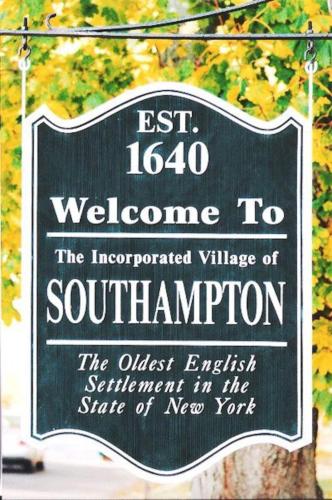 EST.
1640
Welcome To
The Incorporated Village of
SOUTHAMPTON
The Oldest English
Settlement in the
State of New York